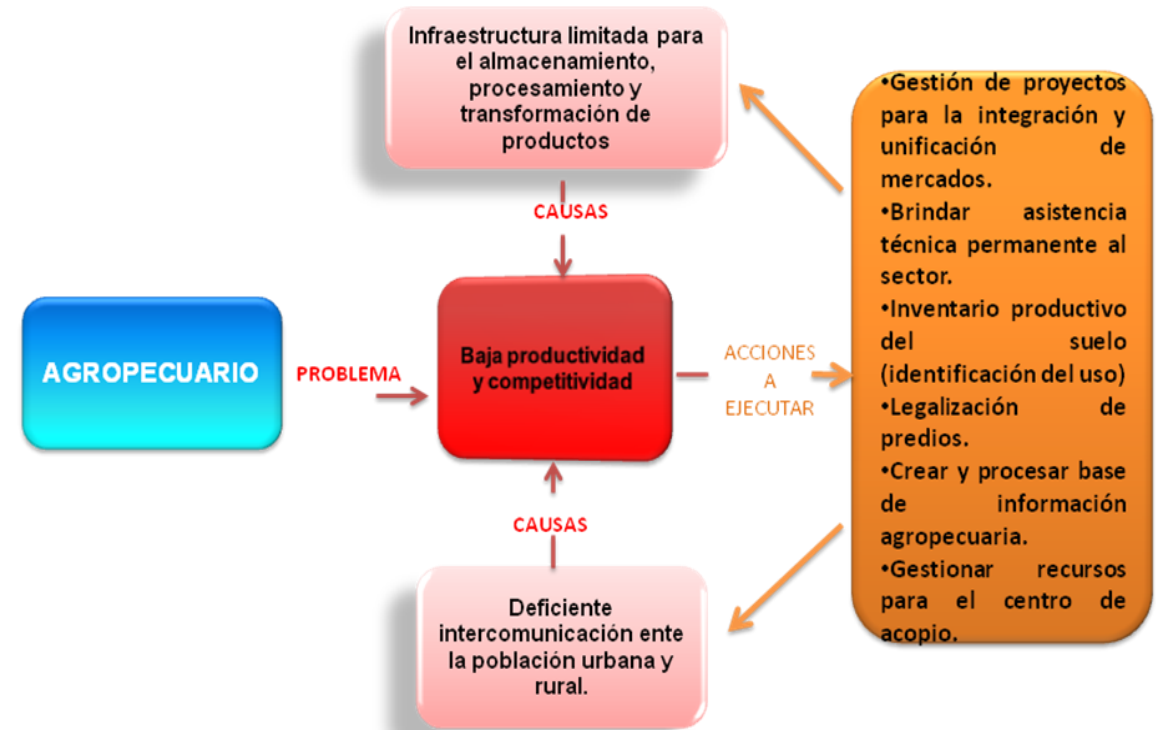 Infraestructura limitada para
el almacenamiento,
procesamiento y
transformación de
productos
CAUSAS
AGROPECUARIO
PROBLEMA
Baja productividad
y competitividad
ACCIONES
A
EJECUTAR
CAUSAS
Deficiente
intercomunicación ente
la población urbana y
rural.
•Gestión de proyectos
para la integración y
unificación de
mercados.
•Brindar asistencia
técnica permanente al
sector.
•Inventario productivo
del suelo
(identificación del uso)
•Legalización de
predios.
•Crear y procesar base
de información
agropecuaria.
•Gestionar recursos
para el centro de
acopio.